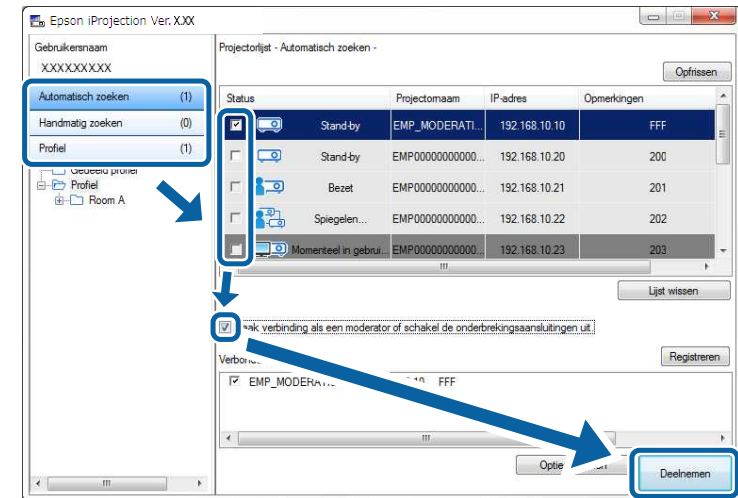 Epson iProjection Ver. X.XX
Gebruikersnaam
XXXXXXXXX
Automatisch zoeken (1)
Handmatig zoeken (0)
Profiel (1)
Gedeeld profiel
Profiel
Room A
Projectorlijst - Automatisch zoeken -
Opfrissen
Status Projectornaam IP-adres Opmerkingen
Stand-by EMP_MODERATI... 192.168.10.10 FFF
Stand-by EMP00000000000... 192.168.10.20 200
Bezet EMP00000000000... 192.168.10.21 201
Spiegelen... EMP00000000000... 192.168.10.22 202
Momenteel in gebrui... EMP00000000000... 192.168.10.23 203
Lijst wissen
verbinding als een moderator of schakel de onderbrekingsaansluitingen uit.
Registreren
FFF
Deelnemen